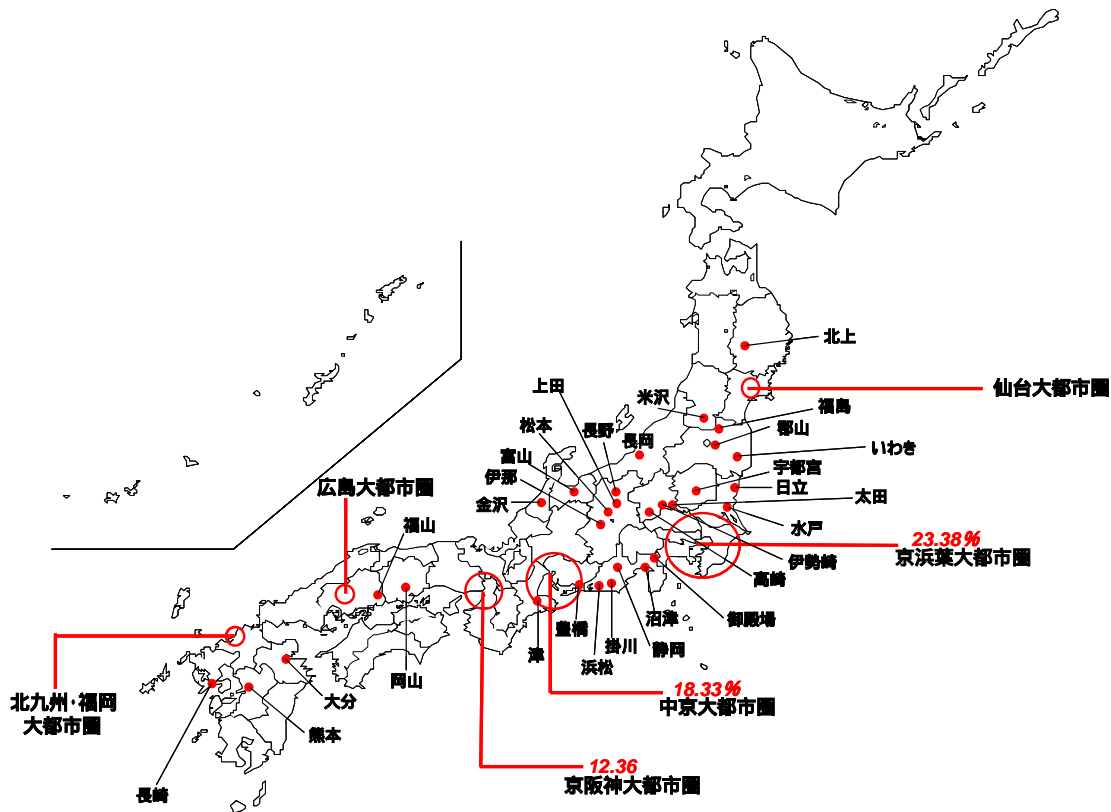 北上
仙台大都市圏
上田
米沢
福島
松本
長野
長岡
郡山
いわき
富山
伊那
宇都宮
日立
太田
広島大都市圏
金沢
福山
水戸
23.38%
京浜葉大都市圏
伊勢崎
高崎
御殿場
沼津
豊橋
掛川
静岡
津
浜松
岡山
大分
18.33%
中京大都市圏
北九州・福岡
大都市圏
熊本
12.36
京阪神大都市圏
長崎